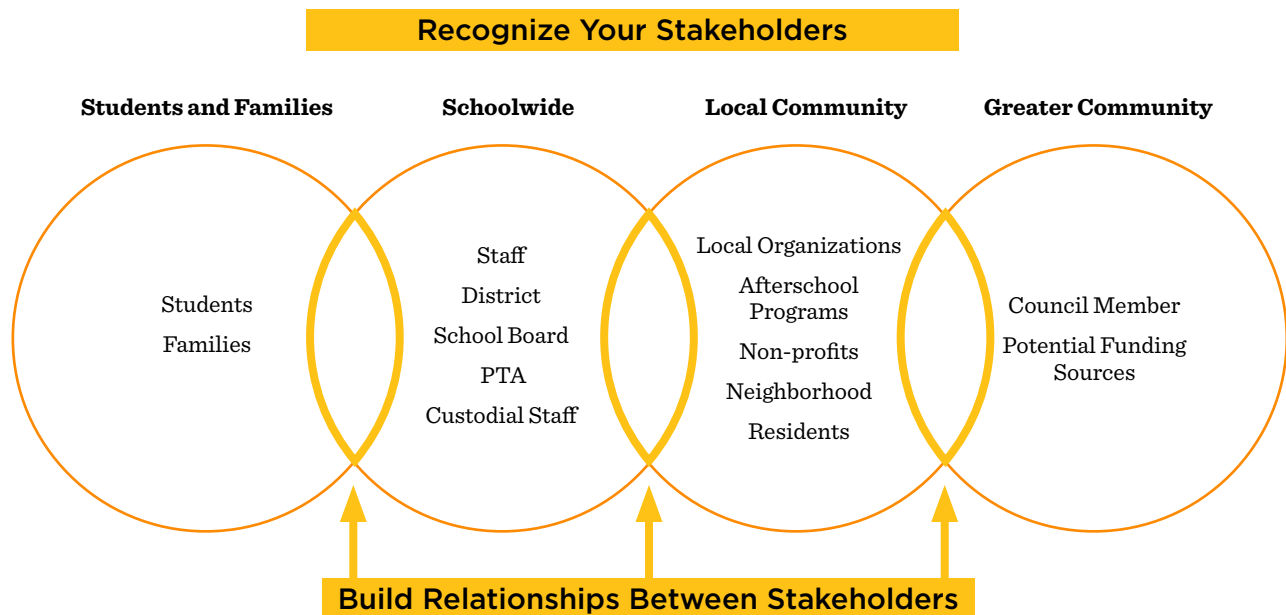 Recognize Your Stakeholders
Students and Families
Schoolwide
Local Community
Greater Community
Students
Families
Staff
District
School Board
PTA
Custodial Staff
Local Organizations
Afterschool
Programs
Non-profits
Neighborhood
Residents
Council Member
Potential Funding
Sources
Build Relationships Between Stakeholders